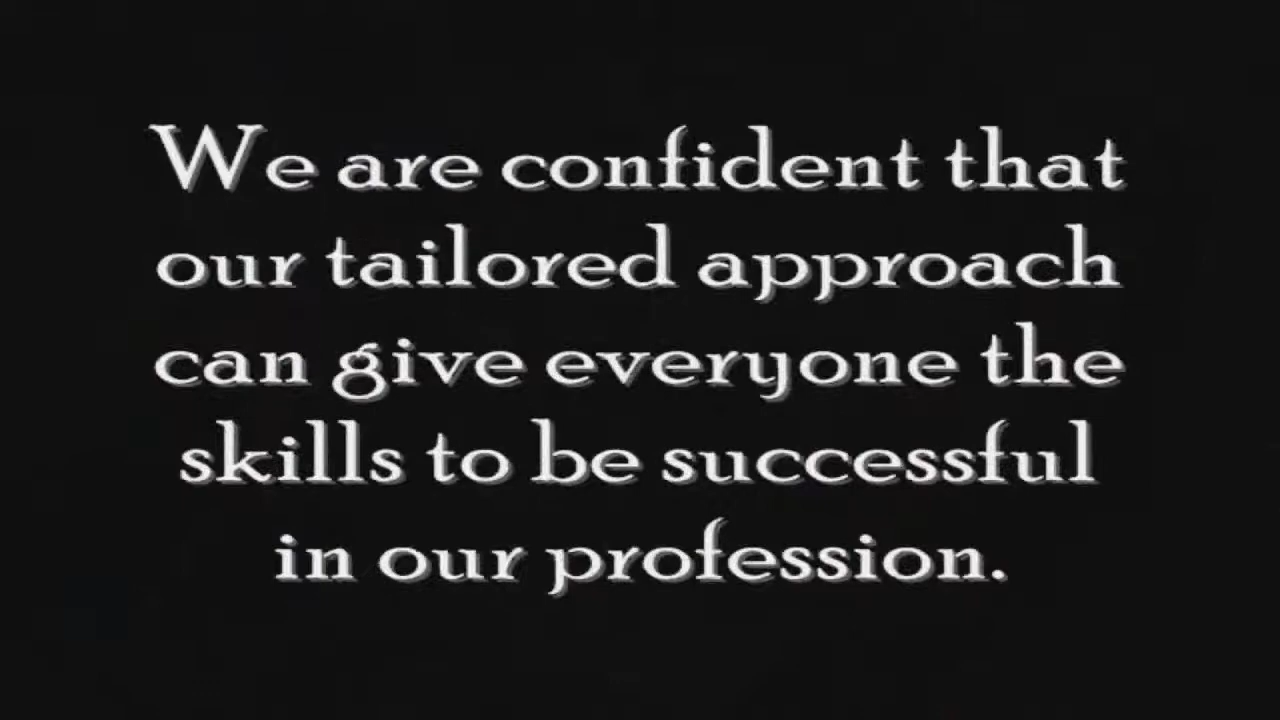 We are confident that
our tailored approach
can give everyone the
skills to be successful
in our profession.